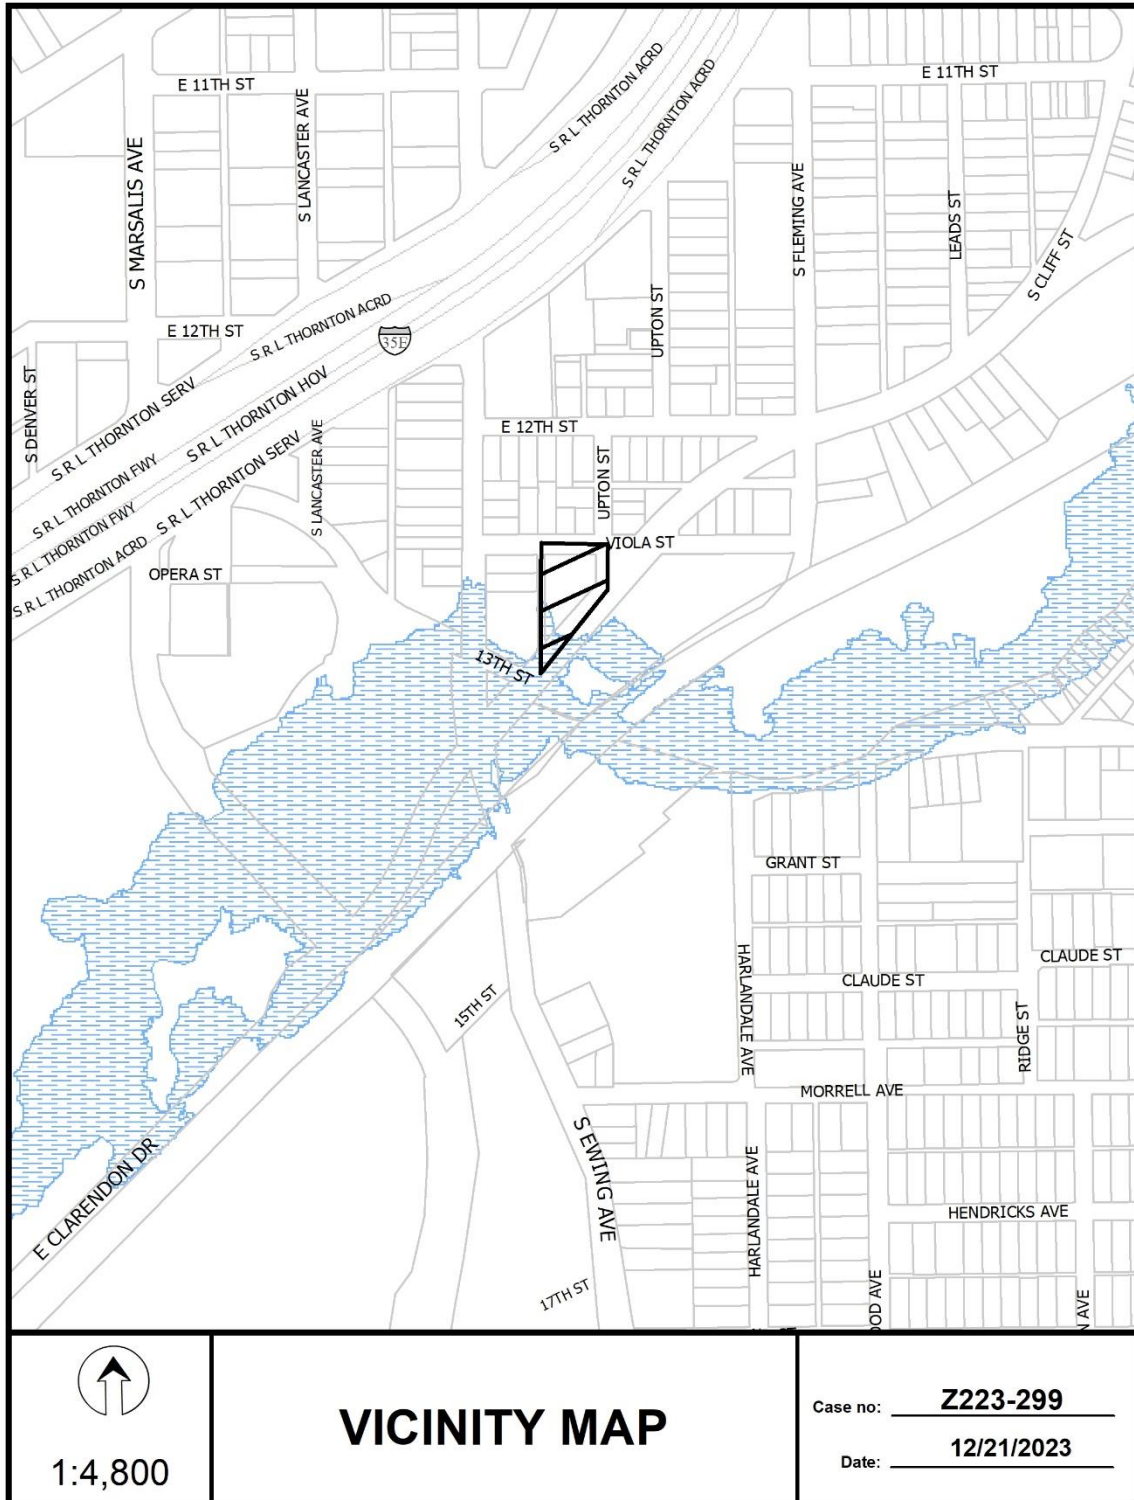 E 11TH ST
E 11TH ST
S R L THORNTON ACRD
S R L THORNTON ACRD
S LANCASTER AVE
S MARSALIS AVE
S FLEMING AVE
LEADS ST
S CLIFF ST
UPTON ST
S R L THORNTON ACRD
E 12TH ST
35E
S DENVER ST
S R L THORNTON SERV
S R L THORNTON HOV
S R L THORNTON SERV
S LANCASTER AVE
E 12TH ST
UPTON ST
S R L THORNTON FWY
S R L THORNTON FWY
S R L THORNTON ACRD
VIOLA ST
OPERA ST
13TH ST
GRANT ST
HARLANDALE AVE
CLAUDE ST
CLAUDE ST
15TH ST
RIDGE ST
MORRELL AVE
S EWING AVE
E CLARENDON DR
HARLANDALE AVE
HENDRICKS AVE
17TH ST
OOD AVE
N AVE
1:4,800
VICINITY MAP
Case no: Z223-299
Date: 12/21/2023